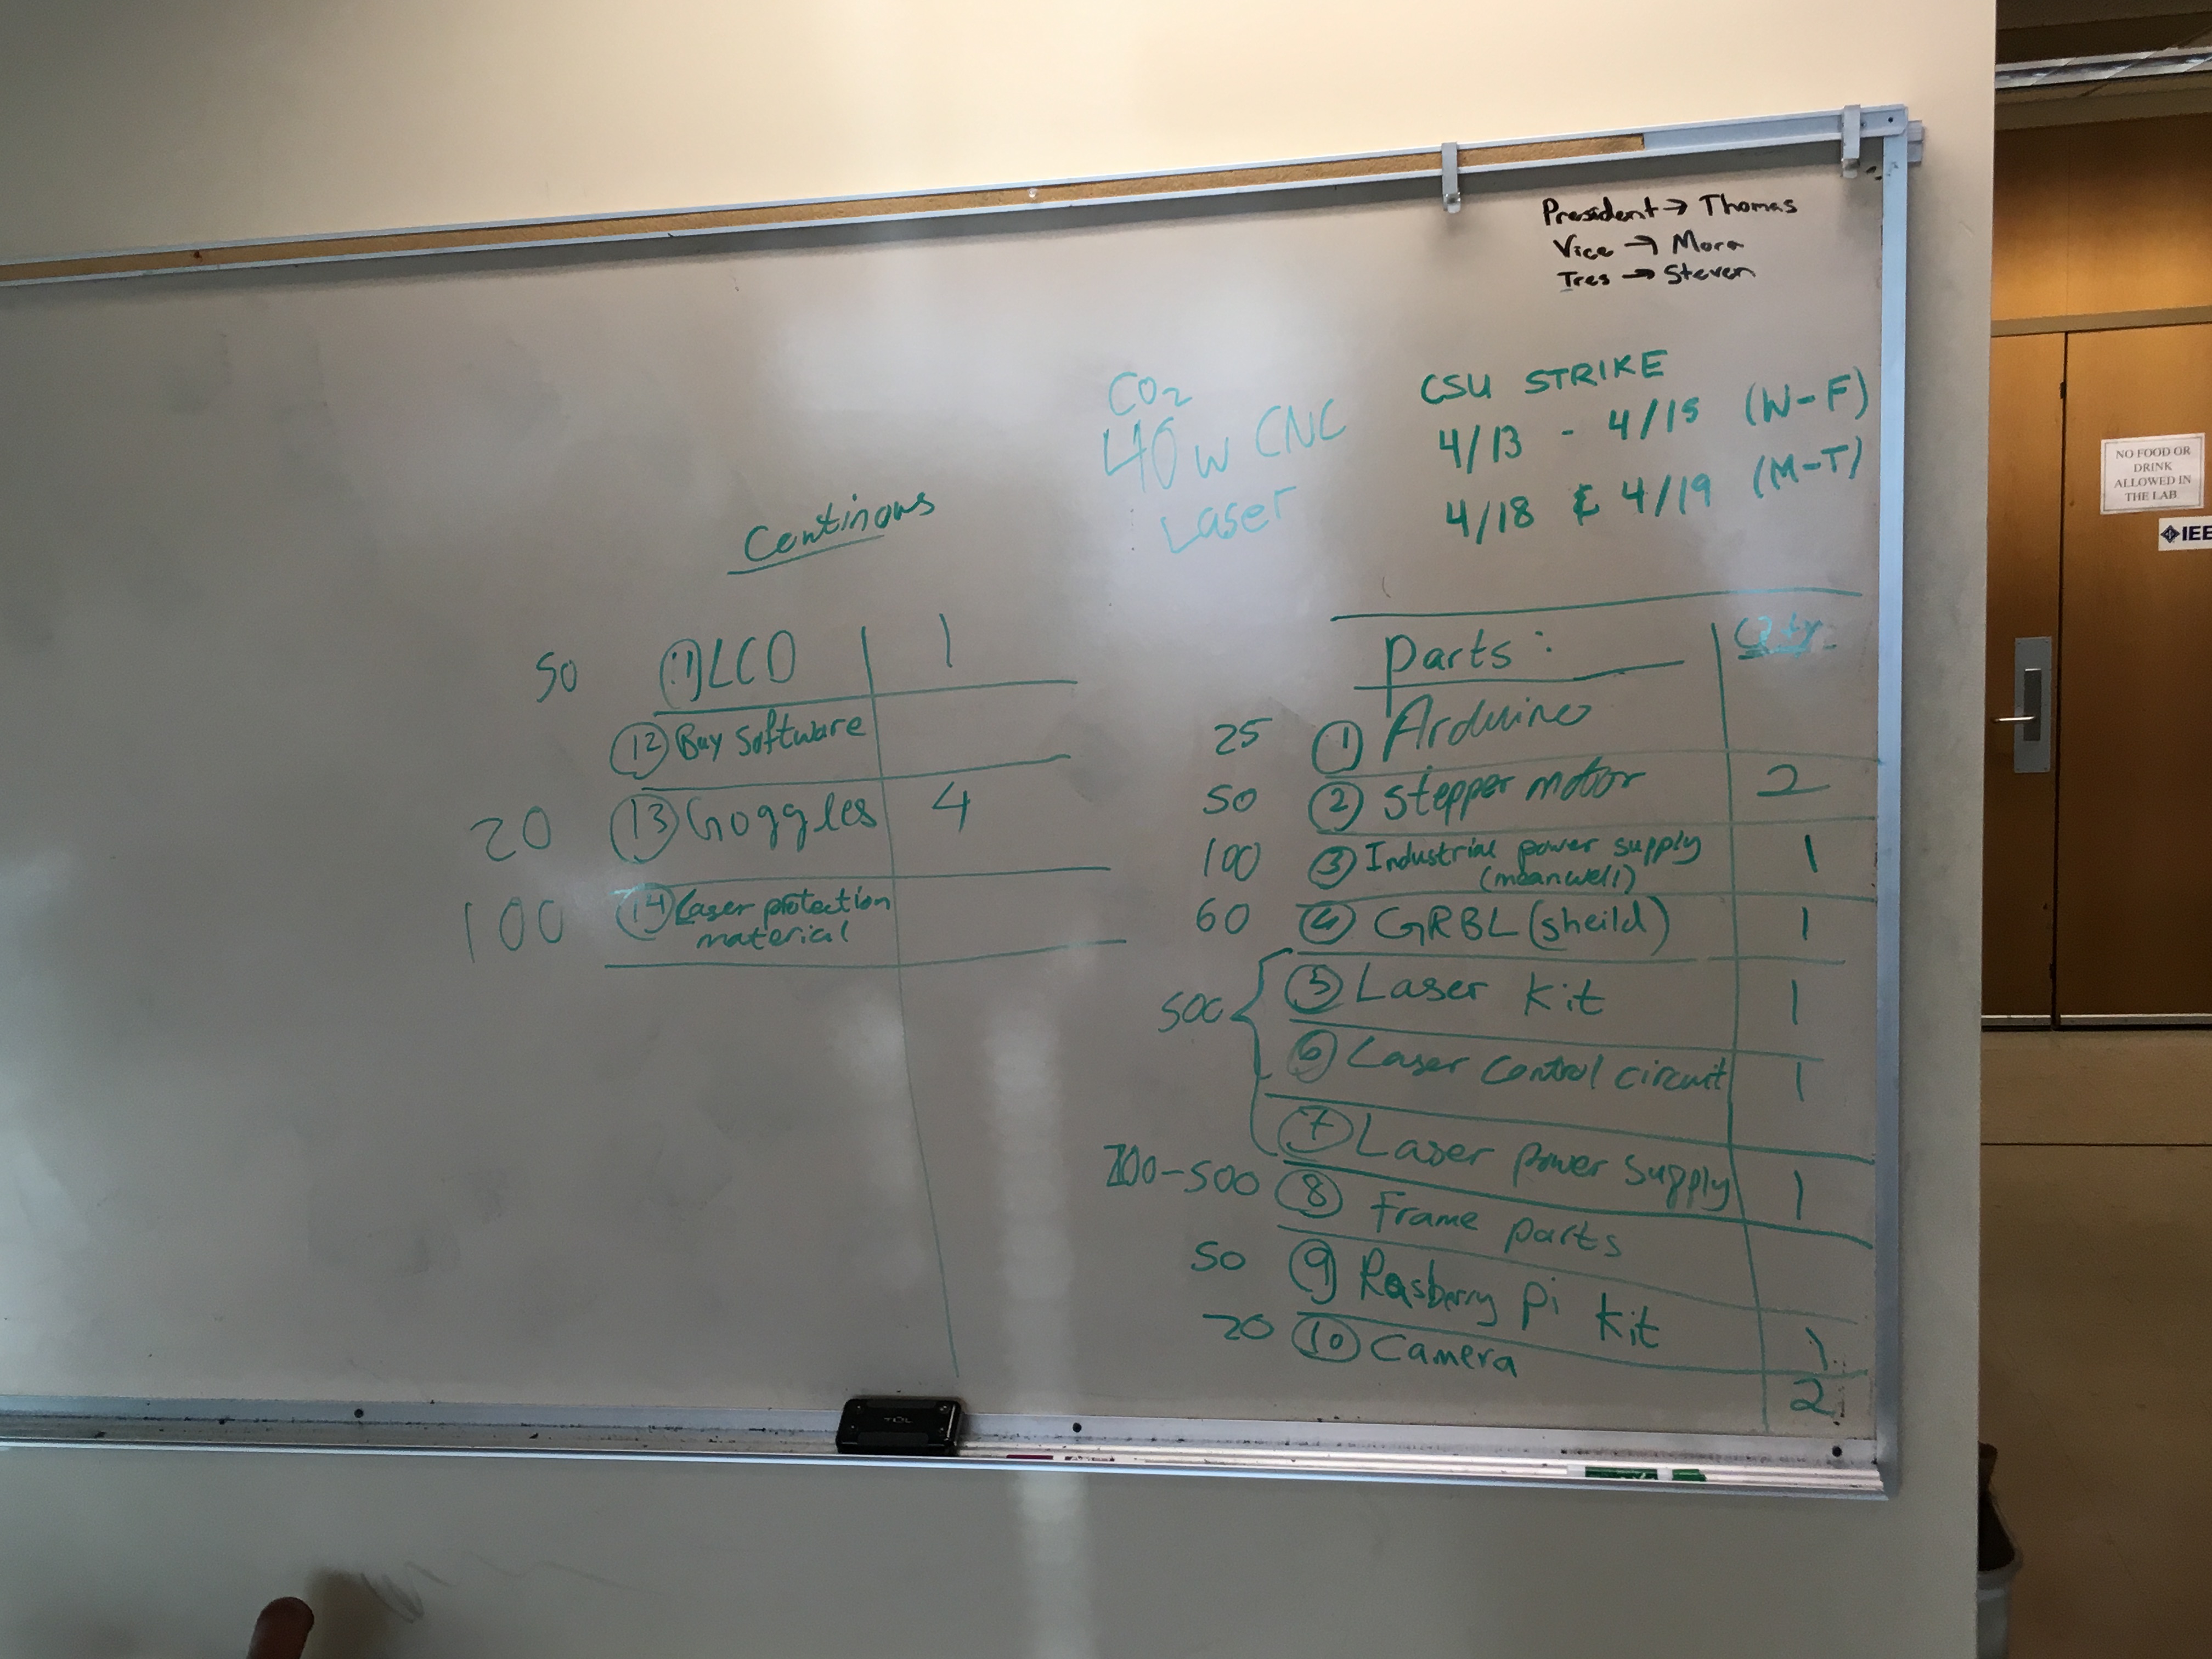 President → Thomas
Vice → Mora
Tres → Steven
CSU STRIKE
4/13 - 4/15 (W-F)
4/18 & 4/19 (M-T)
CO2
40w CNC
Laser
Continous
50 11 LCD 1
12 Buy Software
20 13 Goggles 4
100 14 Laser protection
material
Parts: Qty.
25 1 Arduino
50 2 Stepper motor 2
100 3 Industrial power supply 1
(meanwell)
60 4 GRBL (sheild) 1
500 { 5 Laser Kit 1
6 Laser Control circuit 1
7 Laser power supply 1
200-500 8 Frame parts
50 9 Rasberry Pi Kit 1
20 10 Camera 2
NO FOOD OR
DRINK
ALLOWED IN
THE LAB
IEE